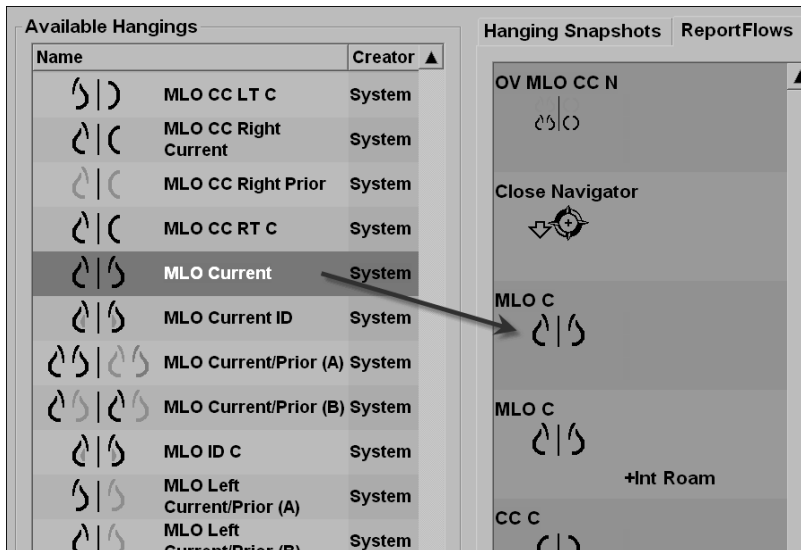 Available Hangings
Hanging Snapshots
ReportFlows
Name
Creator
MLO CC LT C
System
MLO CC Right
Current
System
MLO CC Right Prior
System
MLO CC RT C
System
MLO Current
System
MLO Current ID
System
MLO Current/Prior (A)
System
MLO Current/Prior (B)
System
MLO ID C
System
MLO Left
Current/Prior (A)
System
MLO Left
Current/Prior (B)
System
OV MLO CC N
Close Navigator
MLO C
MLO C
+Int Roam
CC C